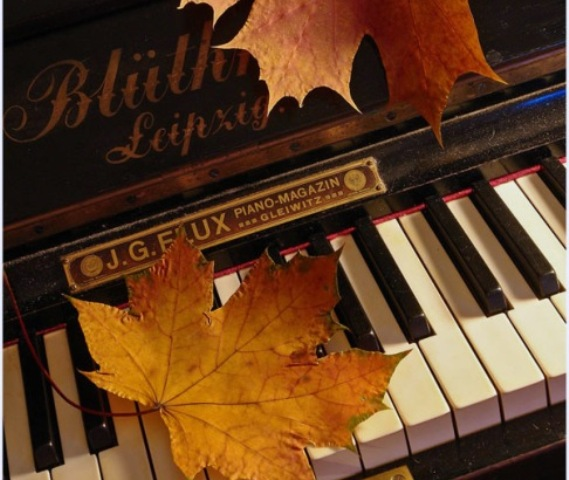 Blüth
Leipzig.
J.G.FLUX PIANO-MAGAZIN
GLEIWITZ